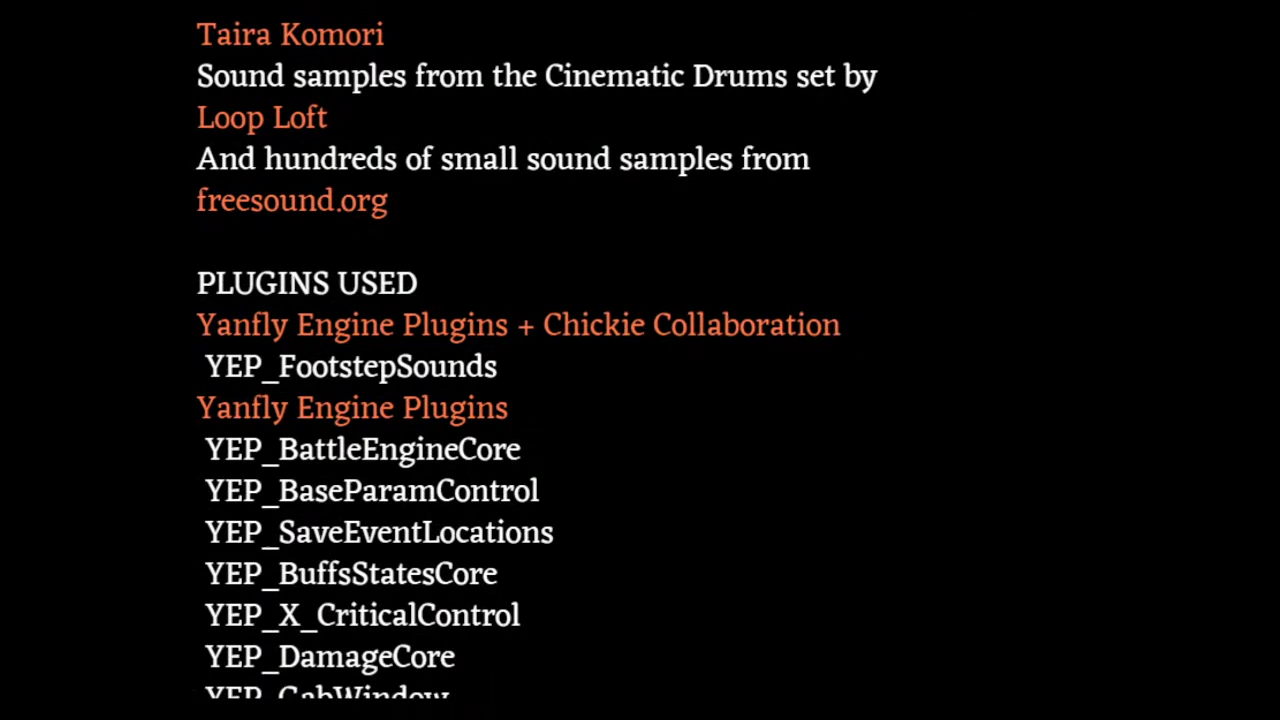 Taira Komori
Sound samples from the Cinematic Drums set by
Loop Loft
And hundreds of small sound samples from
freesound.org
PLUGINS USED
Yanfly Engine Plugins + Chickie Collaboration
YEP_FootstepSounds
Yanfly Engine Plugins
YEP_BattleEngineCore
YEP_BaseParamControl
YEP_SaveEventLocations
YEP_BuffsStatesCore
YEP_X_CriticalControl
YEP_DamageCore
YEP_GabWindow